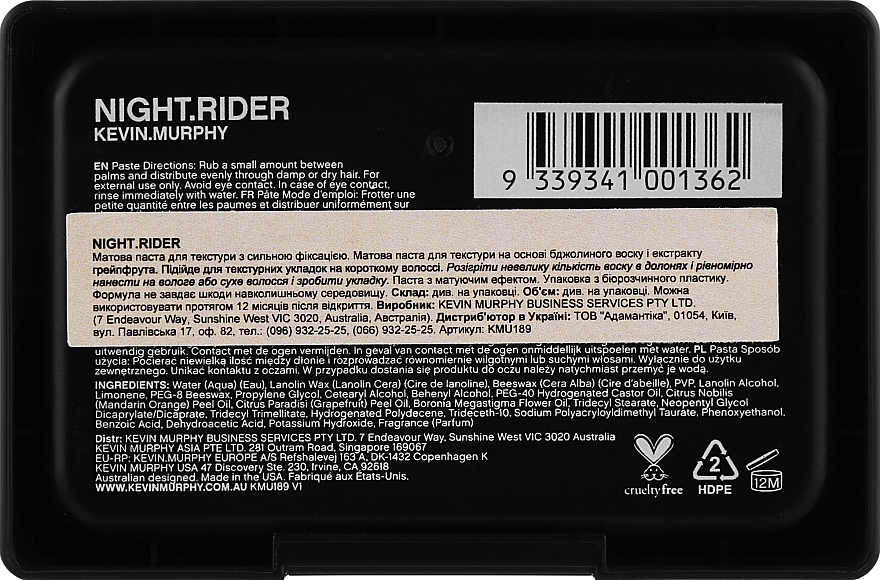 NIGHT.RIDER
KEVIN.MURPHY
EN Paste Directions: Rub a small amount between
palms and distribute evenly through damp or dry hair. For
external use only. Avoid eye contact. In case of eye contact,
rinse immediately with water. FR Pâte Mode d'emploi: Frotter une
petite quantité entre les paumes et distribuer uniformément sur
9 339341 001362
NIGHT.RIDER
Матова паста для текстури з сильною фіксацією. Матова паста для текстури на основі бджолиного воску і екстракту
грейпфрута. Підійде для текстурних укладок на короткому волоссі. Розігріти невелику кількість воску в долонях і рівномірно
нанести на вологе або сухе волосся і зробити укладку. Паста з матуючим ефектом. Упаковка з біорозчинного пластику.
Формула не завдає шкоди навколишньому середовищу. Склад: див. на упаковці. Об'єм: див. на упаковці. Можна
використовувати протягом 12 місяців після відкриття. Виробник: KEVIN MURPHY BUSINESS SERVICES PTY LTD.
(7 Endeavour Way, Sunshine West VIC 3020, Australia, Австралія). Дистриб'ютор в Україні: ТОВ "Адамантіка", 01054, Київ,
вул. Павлівська 17, оф. 82, тел.: (096) 932-25-25, (066) 932-25-25. Артикул: KMU189
uitwendig gebruik. Contact met de ogen vermijden. In geval van contact met de ogen onmiddellijk uitspoelen met water. PL Pasta Sposób
użycia: Pocierać niewielką ilość między dłonie i rozprowadzać równomiernie wilgotnymi lub suchymi włosami. Wyłącznie do użytku
zewnętrznego. Unikać kontaktu z oczami. W przypadku dostania się produktu do oczu należy natychmiast przemyć je wodą.
INGREDIENTS: Water (Aqua) (Eau), Lanolin Wax (Lanolin Cera) (Cire de lanoline), Beeswax (Cera Alba) (Cire d'abeille), PVP, Lanolin Alcohol,
Limonene, PEG-8 Beeswax, Propylene Glycol, Cetearyl Alcohol, Behenyl Alcohol, PEG-40 Hydrogenated Castor Oil, Citrus Nobilis
(Mandarin Orange) Peel Oil, Citrus Paradisi (Grapefruit) Peel Oil, Boronia Megastigma Flower Oil, Tridecyl Stearate, Neopentyl Glycol
Dicaprylate/Dicaprate, Tridecyl Trimellitate, Hydrogenated Polydecene, Trideceth-10, Sodium Polyacryloyldimethyl Taurate, Phenoxyethanol,
Benzoic Acid, Dehydroacetic Acid, Potassium Hydroxide, Fragrance (Parfum)
Distr: KEVIN MURPHY BUSINESS SERVICES PTY LTD. 7 Endeavour Way, Sunshine West VIC 3020 Australia
KEVIN MURPHY ASIA PTE LTD. 281 Outram Road, Singapore 169067
EU-RP: KEVIN.MURPHY EUROPE A/S Refshalevej 163 A, DK-1432 Copenhagen K
KEVIN MURPHY USA 47 Discovery Ste. 230, Irvine, CA 92618
Australian designed. Made in the USA. Fabriqué aux États-Unis.
WWW.KEVINMURPHY.COM.AU KMU189 V1
crueltyfree
2
HDPE
12M